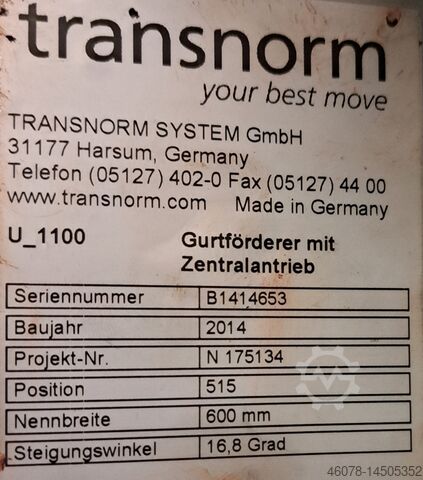 transnorm
your best move
TRANSNORM SYSTEM GmbH
31177 Harsum, Germany
Telefon (05127) 402-0 Fax (05127) 44 00
www.transnorm.com Made in Germany
U_1100 Gurtförderer mit
Zentralantrieb
Seriennummer B1414653
Baujahr 2014
Projekt-Nr. N 175134
Position 515
Nennbreite 600 mm
Steigungswinkel 16,8 Grad
46078-14505352